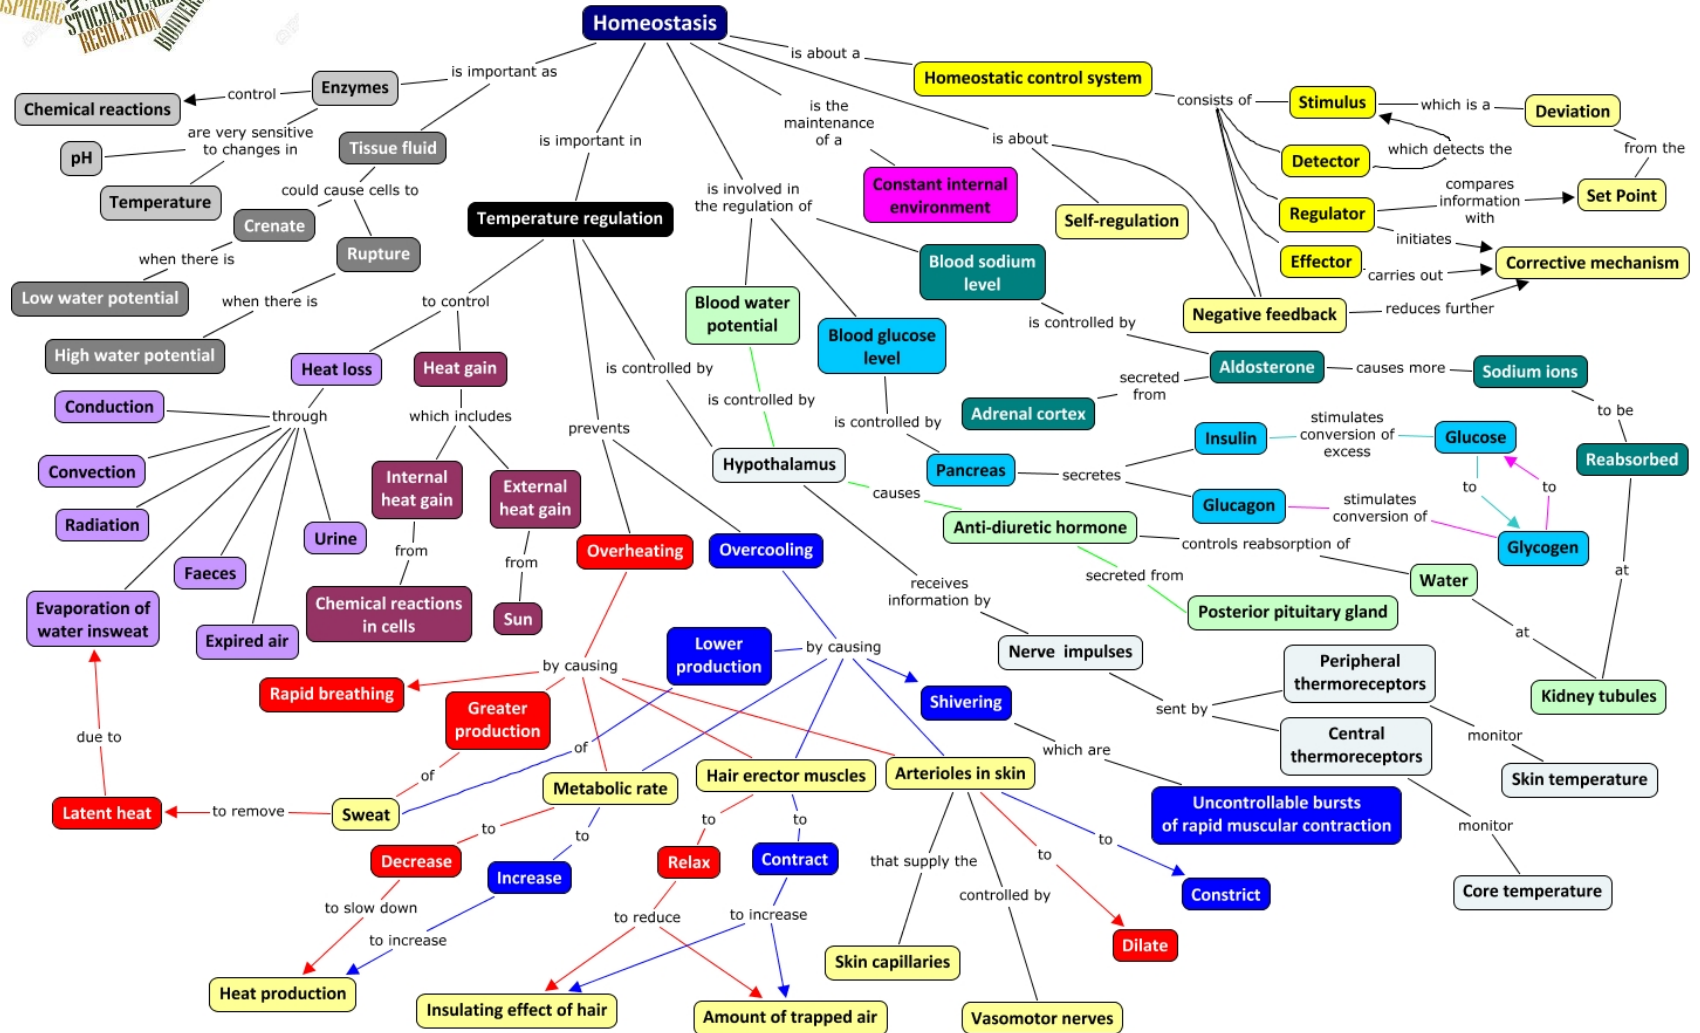 STOCHASTIC
REGULATION
Homeostasis
is about a
Homeostatic control system
consists of
Stimulus
which is a
Deviation
from the
Set Point
Detector
which detects the
Regulator
compares
information
with
initiates
Effector
carries out
Corrective mechanism
Negative feedback
reduces further
is about
Self-regulation
is the
maintenance
of a
Constant internal
environment
is important as
Enzymes
control
Chemical reactions
are very sensitive
to changes in
pH
Temperature
Tissue fluid
could cause cells to
Crenate
when there is
Low water potential
Rupture
when there is
High water potential
is important in
Temperature regulation
is involved in
the regulation of
Blood sodium
level
is controlled by
Aldosterone
secreted
from
Adrenal cortex
causes more
Sodium ions
to be
Reabsorbed
at
Blood water
potential
is controlled by
Blood glucose
level
is controlled by
Pancreas
secretes
Insulin
stimulates
conversion of
excess
Glucose
to
to
Glucagon
stimulates
conversion of
Glycogen
to control
Heat loss
Heat gain
through
Conduction
Convection
Radiation
Evaporation of
water insweat
Faeces
Expired air
Urine
which includes
Internal
heat gain
from
Chemical reactions
in cells
External
heat gain
from
Sun
is controlled by
Hypothalamus
causes
Anti-diuretic hormone
controls reabsorption of
Water
at
Kidney tubules
secreted from
Posterior pituitary gland
receives
information by
Nerve impulses
sent by
Peripheral
thermoreceptors
monitor
Skin temperature
Central
thermoreceptors
monitor
Core temperature
prevents
Overheating
Overcooling
by causing
Rapid breathing
Greater
production
of
by causing
Lower
production
of
Shivering
which are
Uncontrollable bursts
of rapid muscular contraction
Sweat
to remove
Latent heat
due to
Metabolic rate
to
Decrease
to slow down
to
Increase
to increase
Heat production
Hair erector muscles
to
Relax
to reduce
to
Contract
to increase
Insulating effect of hair
Amount of trapped air
Arterioles in skin
that supply the
Skin capillaries
controlled by
Vasomotor nerves
to
Dilate
to
Constrict